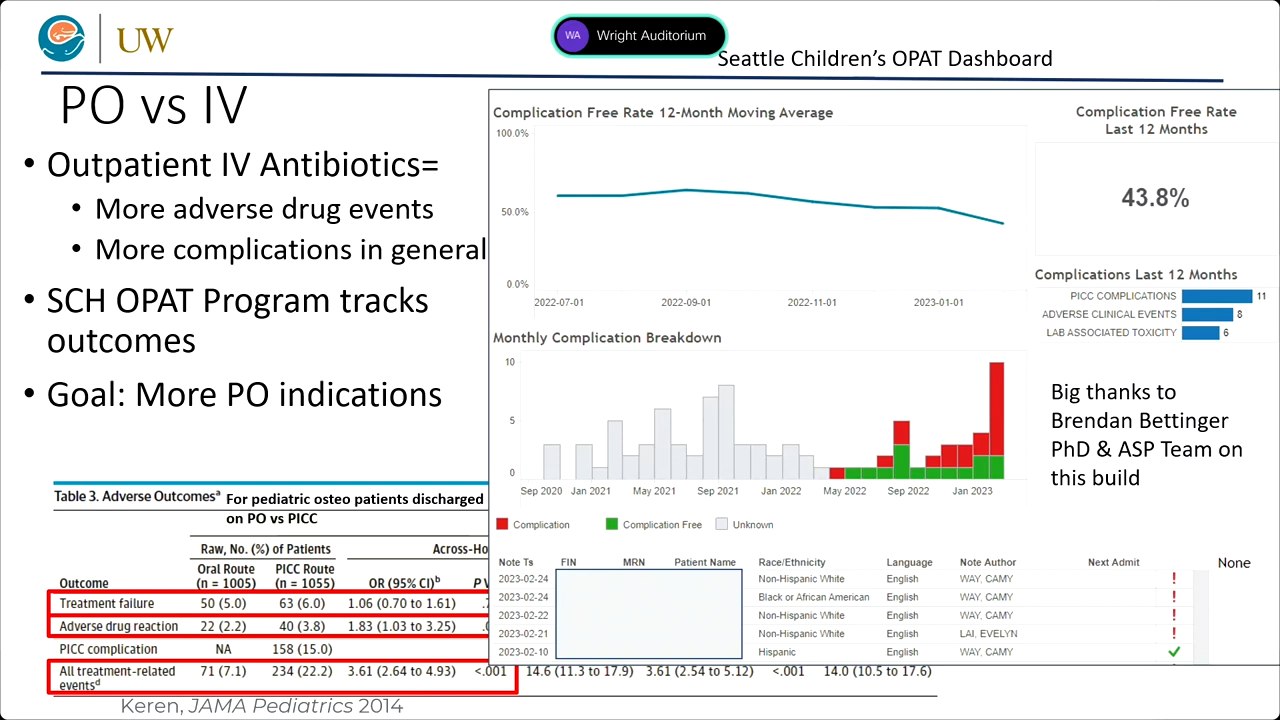 UW
WA Wright Auditorium
Seattle Children's OPAT Dashboard
PO vs IV
• Outpatient IV Antibiotics=
• More adverse drug events
• More complications in general
• SCH OPAT Program tracks
outcomes
• Goal: More PO indications
Complication Free Rate 12-Month Moving Average
100.0%
50.0%
0.0%
2022-07-01 2022-09-01 2022-11-01 2023-01-01
Complication Free Rate
Last 12 Months
43.8%
Complications Last 12 Months
PICC COMPLICATIONS 11
ADVERSE CLINICAL EVENTS 8
LAB ASSOCIATED TOXICITY 6
Monthly Complication Breakdown
10
5
0
Sep 2020 Jan 2021 May 2021 Sep 2021 Jan 2022 May 2022 Sep 2022 Jan 2023
Complication Complication Free Unknown
Big thanks to
Brendan Bettinger
PhD & ASP Team on
this build
Note Ts FIN MRN Patient Name Race/Ethnicity Language Note Author Next Admit
None
2023-02-24 Non-Hispanic White English WAY, CAMY !
2023-02-24 Black or African American English WAY, CAMY !
2023-02-22 Non-Hispanic White English WAY, CAMY !
2023-02-21 Non-Hispanic White English LAI, EVELYN !
2023-02-10 Hispanic English WAY, CAMY
Table 3. Adverse Outcomesa For pediatric osteo patients discharged
on PO vs PICC
Raw, No. (%) of Patients Across-Ho
Oral Route PICC Route
Outcome (n = 1005) (n = 1055) OR (95% CI)b P V
Treatment failure 50 (5.0) 63 (6.0) 1.06 (0.70 to 1.61)
Adverse drug reaction 22 (2.2) 40 (3.8) 1.83 (1.03 to 3.25)
PICC complication NA 158 (15.0)
All treatment-related 71 (7.1) 234 (22.2) 3.61 (2.64 to 4.93) <.001 14.6 (11.3 to 17.9) 3.61 (2.54 to 5.12) <.001 14.0 (10.5 to 17.6)
eventsd
Keren, JAMA Pediatrics 2014